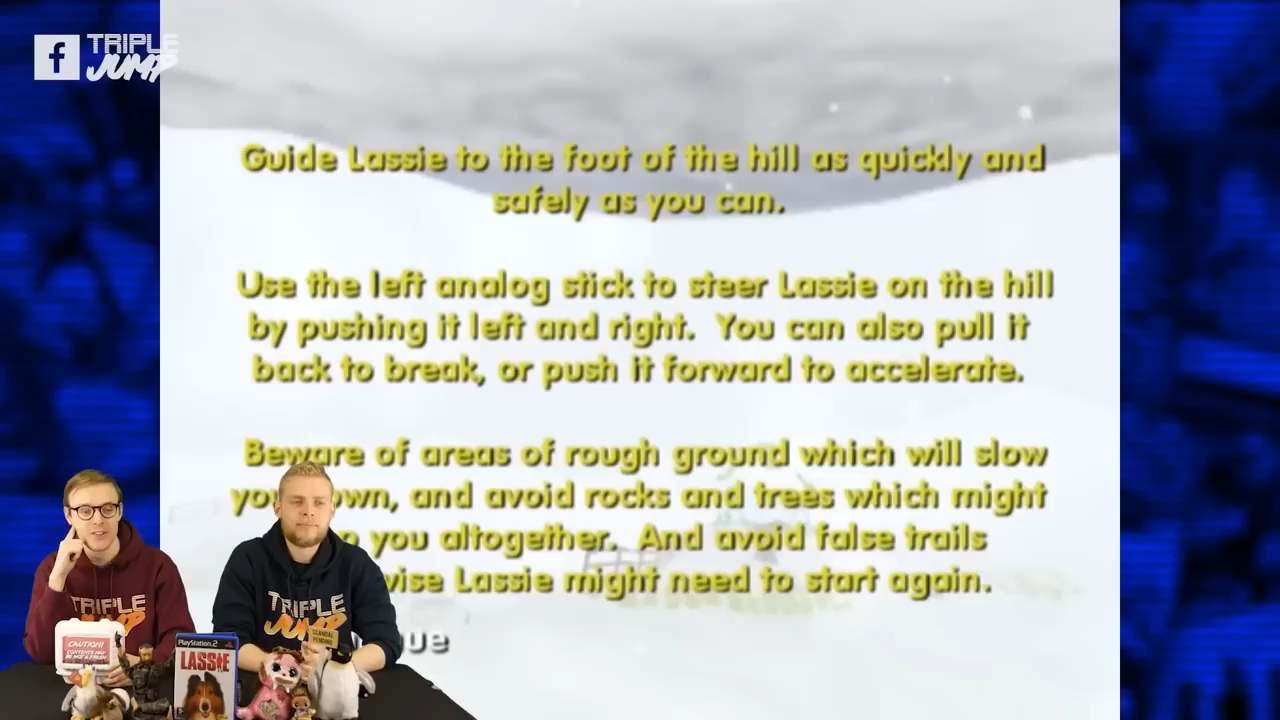 f TRIPLE
JUMP
Guide Lassie to the foot of the hill as quickly and
safely as you can.
Use the left analog stick to steer Lassie on the hill
by pushing it left and right. You can also pull it
back to break, or push it forward to accelerate.
Beware of areas of rough ground which will slow
own, and avoid rocks and trees which might
you altogether. And avoid false trails
wise Lassie might need to start again.
ue
TRIPLE
JUMP
TRIPLE
JUMP
CAUTION!
CONTENTS MAY
SCANDAL
PENDING
PlayStation 2
LASSIE